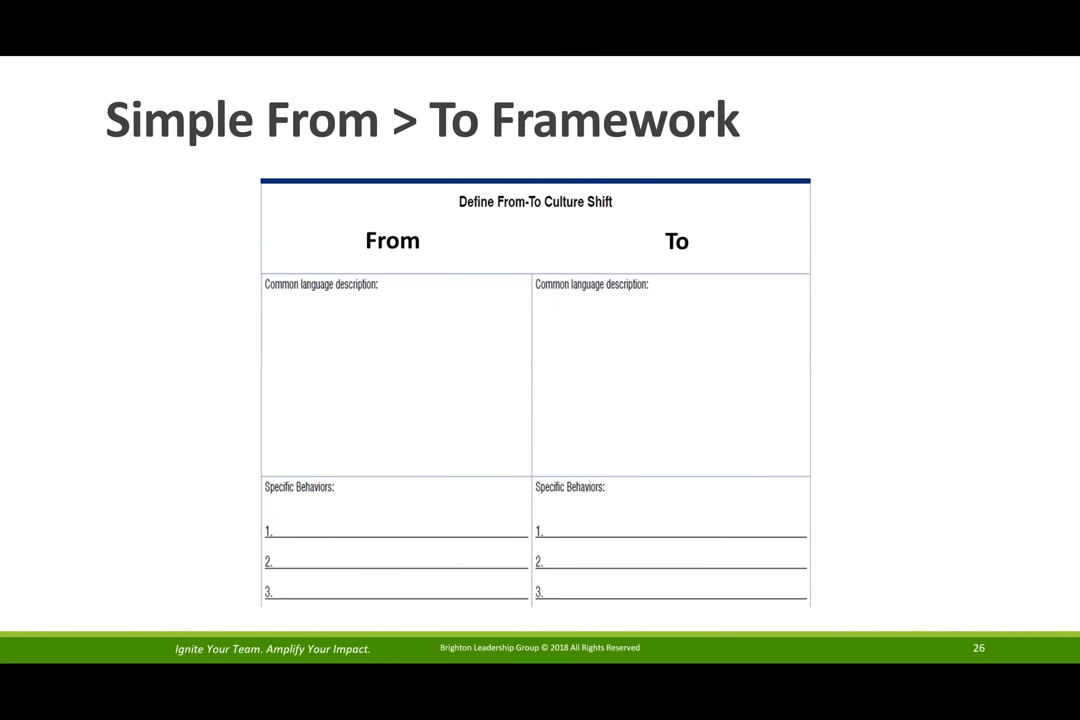 Simple From > To Framework
Define From-To Culture Shift
From To
Common language description: Common language description:
Specific Behaviors: Specific Behaviors:
1. 1.
2. 2.
3. 3.
Ignite Your Team. Amplify Your Impact. Brighton Leadership Group © 2018 All Rights Reserved 26